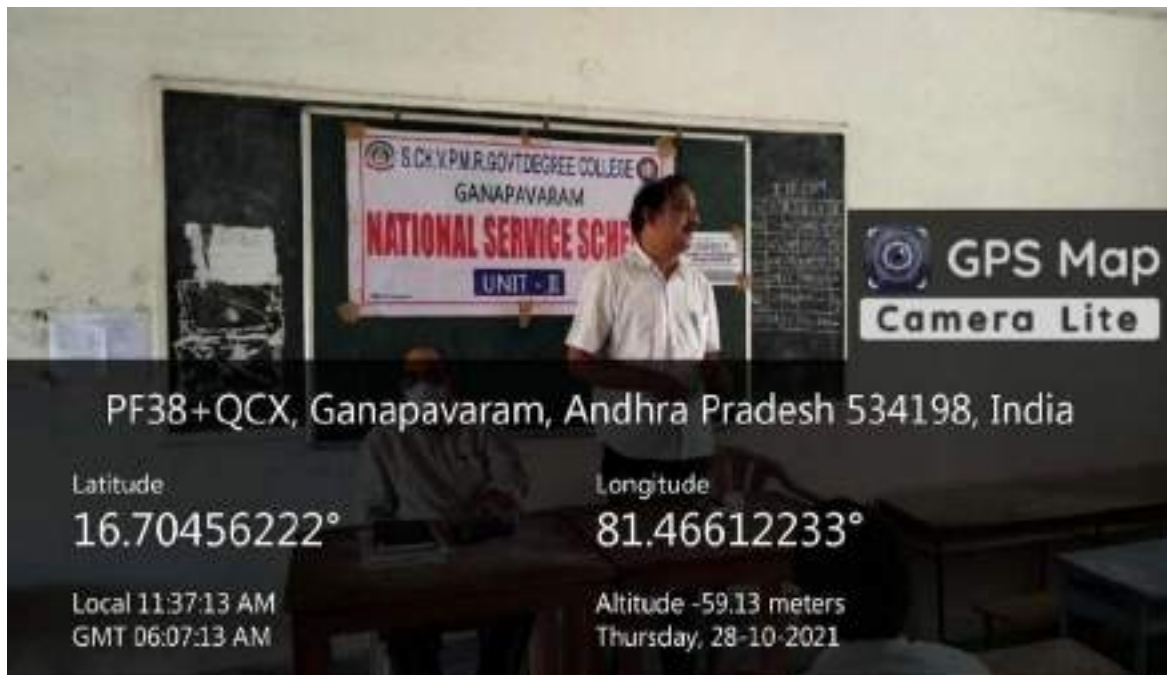 S.CH.V.P.M.R.GOVT.DEGREE COLLEGE
GANAPAVARAM
NATIONAL SERVICE SCHE
UNIT - II
GPS Map
Camera Lite
PF38+QCX, Ganapavaram, Andhra Pradesh 534198, India
Latitude
16.70456222°
Longitude
81.46612233°
Local 11:37:13 AM
GMT 06:07:13 AM
Altitude -59.13 meters
Thursday, 28-10-2021